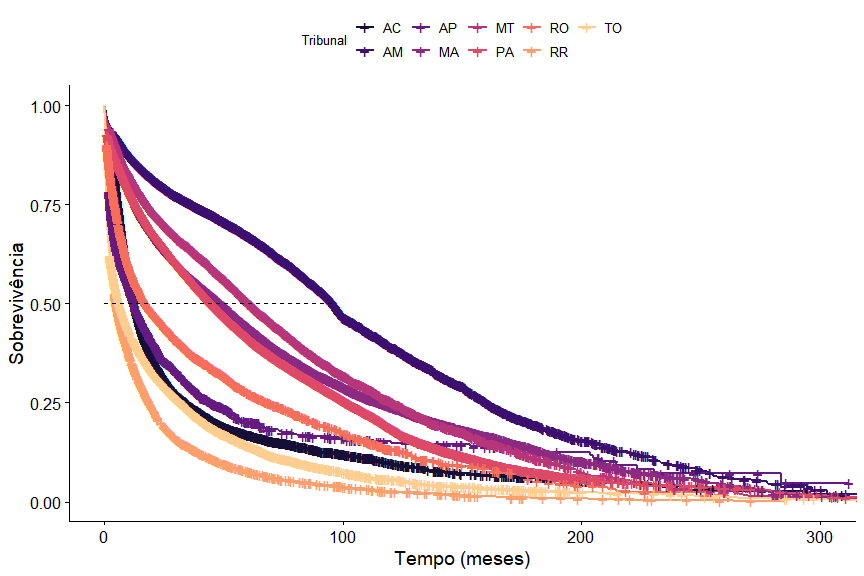 Tribunal AC AP MT RO TO
AM MA PA RR
Sobrevivência
1.00
0.75
0.50
0.25
0.00
0 100 200 300
Tempo (meses)